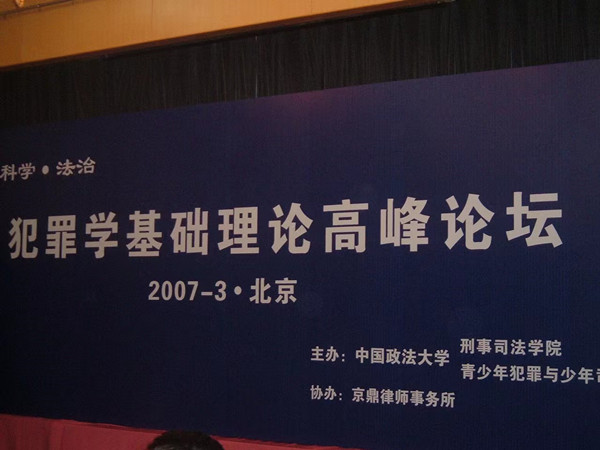 科学·法治
犯罪学基础理论高峰论坛
2007-3·北京
主办：中国政法大学 刑事司法学院
青少年犯罪与少年
协办：京鼎律师事务所